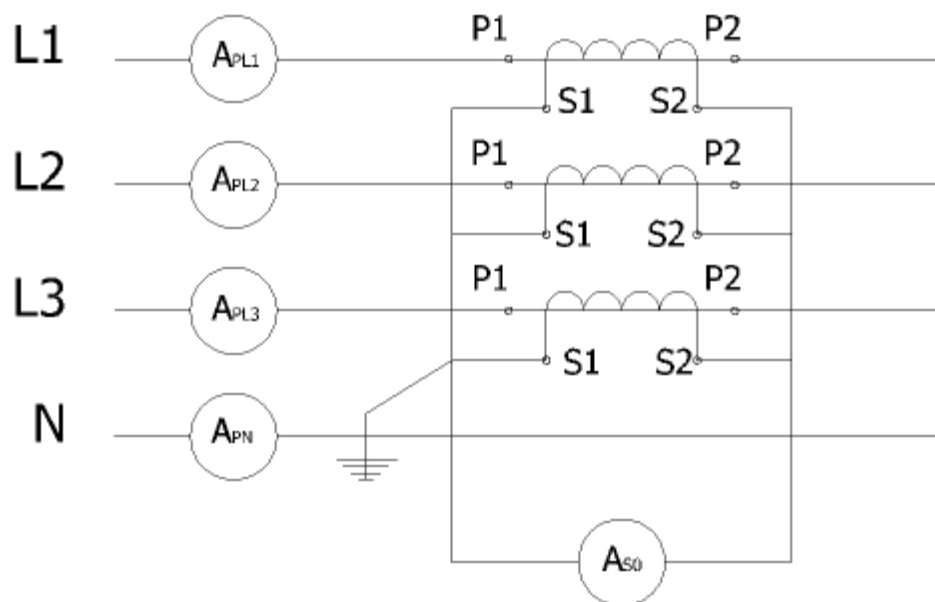 L1 APL1 P1 P2
S1 S2
L2 APL2 P1 P2
S1 S2
L3 APL3 P1 P2
S1 S2
N APN
AS0